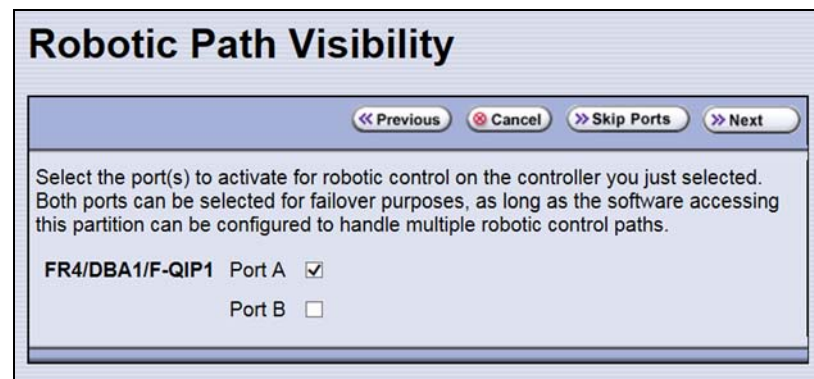 Robotic Path Visibility
Previous Cancel Skip Ports Next
Select the port(s) to activate for robotic control on the controller you just selected.
Both ports can be selected for failover purposes, as long as the software accessing
this partition can be configured to handle multiple robotic control paths.
FR4/DBA1/F-QIP1 Port A
Port B